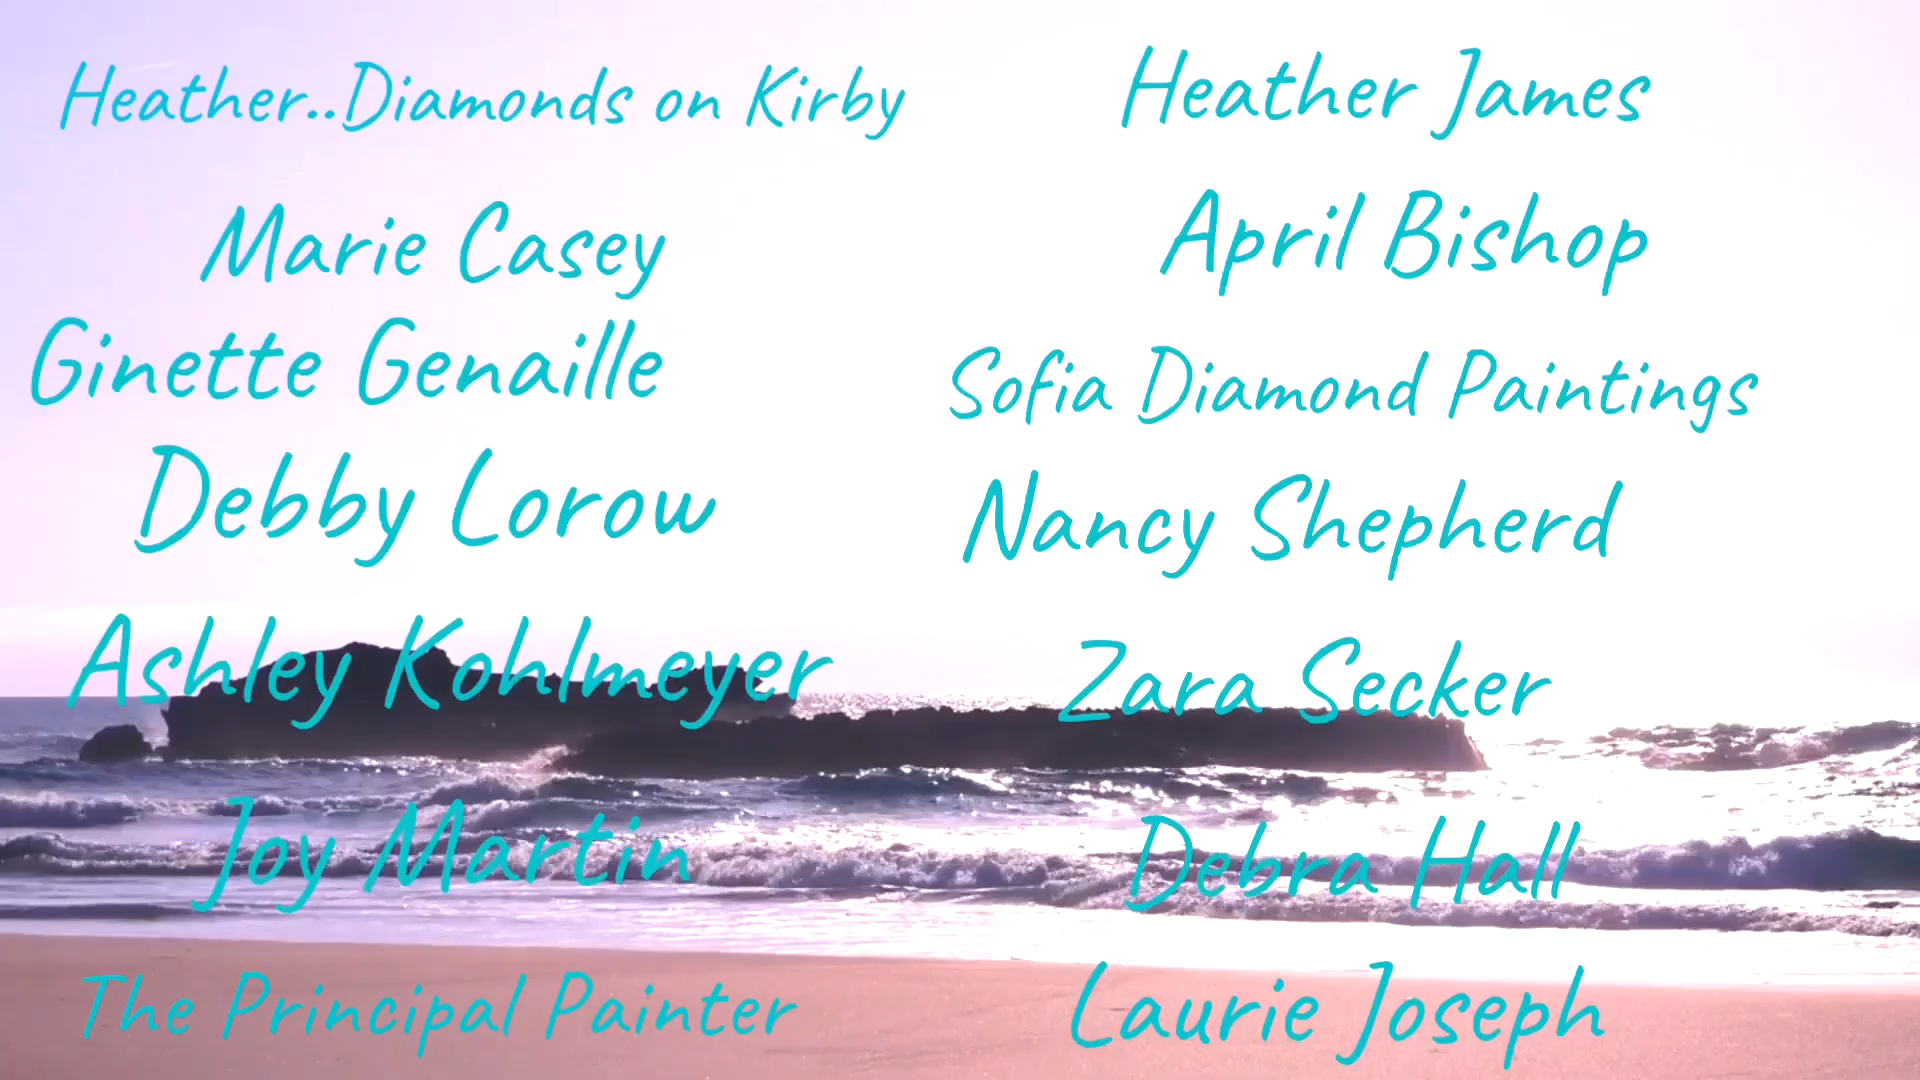 Heather..Diamonds on Kirby
Marie Casey
Ginette Genaille
Debby Lorow
Ashley Kohlmeyer
Joy Martin
The Principal Painter
Heather James
April Bishop
Sofia Diamond Paintings
Nancy Shepherd
Zara Secker
Debra Hall
Laurie Joseph